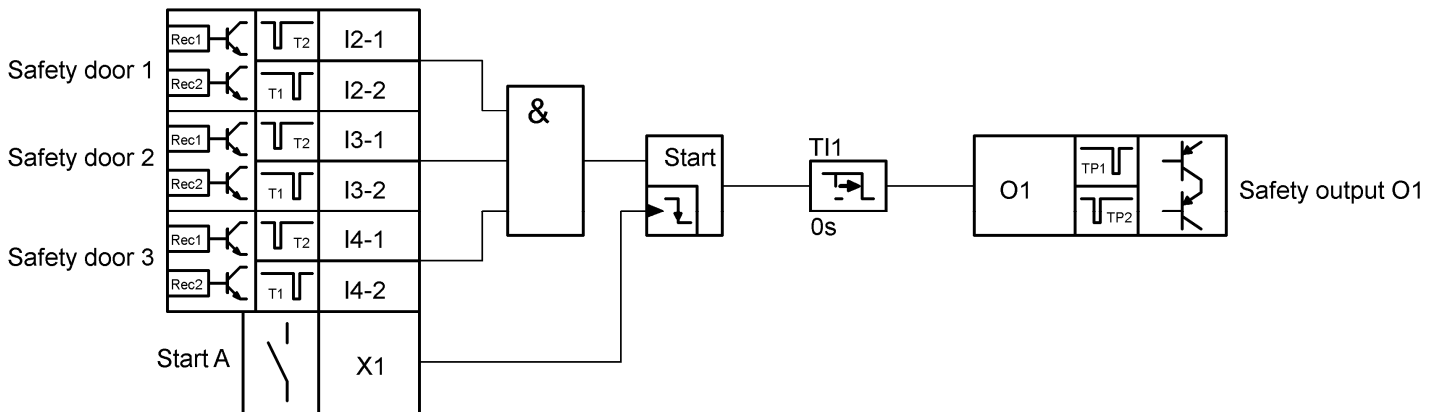 Safety door 1
Rec1
T2
I2-1
Rec2
T1
I2-2
Safety door 2
Rec1
T2
I3-1
Rec2
T1
I3-2
Safety door 3
Rec1
T2
I4-1
Rec2
T1
I4-2
Start A
X1
&
Start
TI1
0s
O1
TP1
TP2
Safety output O1